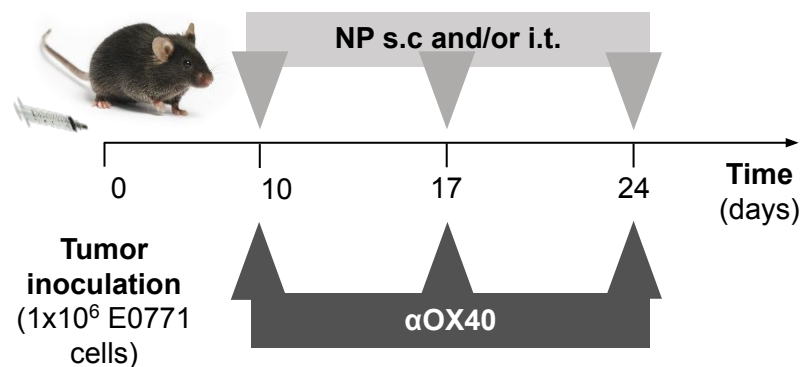 NP s.c and/or i.t.
0
10
17
24
Time
(days)
Tumor
inoculation
(1x10⁶ E0771
cells)
αOX40